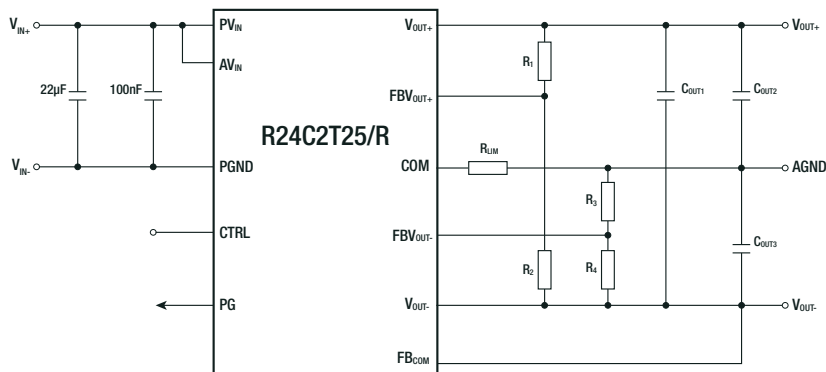 VIN+
PVIN
VOUT+
VOUT+
R1
AVIN
22µF
100nF
FBVOUT+
COUT1
COUT2
R24C2T25/R
RLIM
VIN-
PGND
COM
AGND
R3
CTRL
FBVOUT-
COUT3
R2
R4
PG
VOUT-
VOUT-
FBCOM